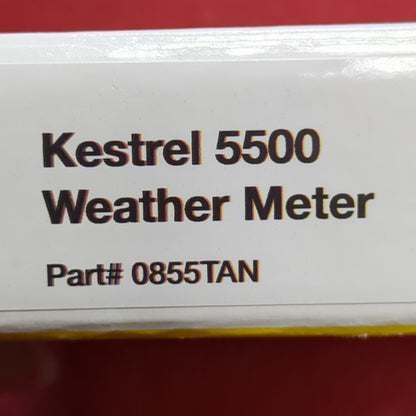 Kestrel 5500
Weather Meter
Part# 0855TAN